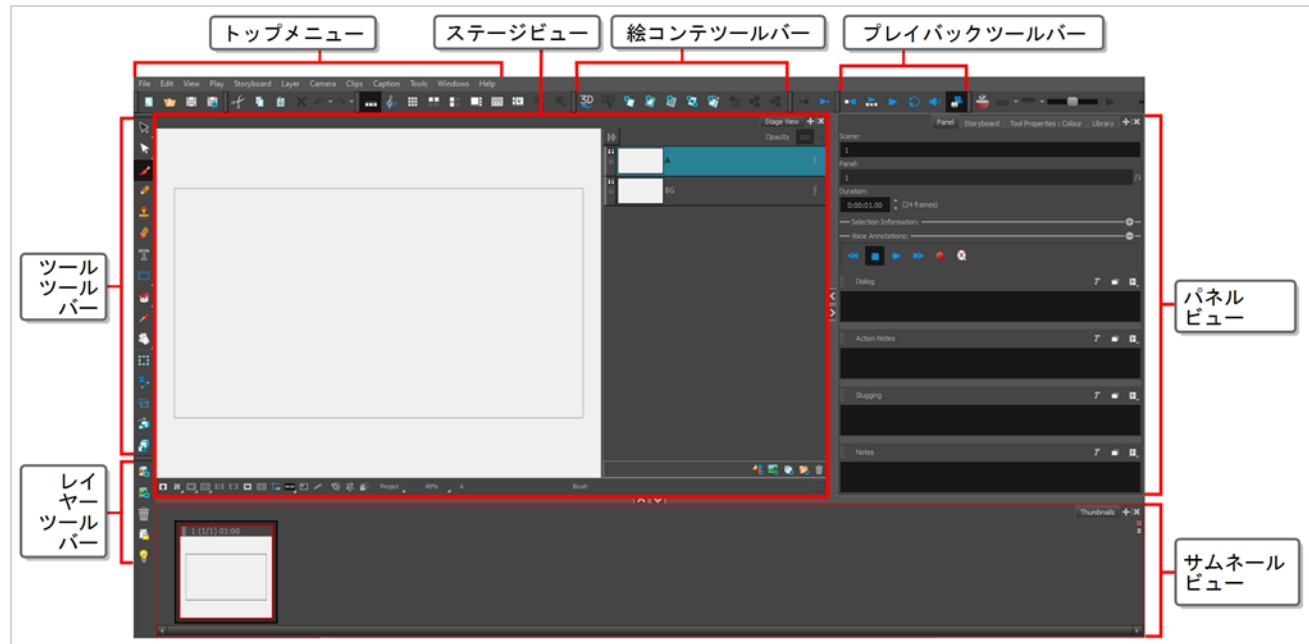 トップメニュー
ステージビュー
絵コンテツールバー
プレイバックツールバー
File Edit View Play Storyboard Layer Camera Clips Caption Tools Windows Help
3D
Stage View
Panel Storyboard Tool Properties : Colour Library
Opacity 100
Scene:
1
A
Panel:
1 /1
BG
Duration:
0:00:01.00 (24 frames)
Selection Information:
Voice Annotations:
ツール
ツール
バー
パネル
ビュー
Dialog
Action Notes
Slugging
Notes
レイ
ヤー
ツール
バー
Project 40% A Brush
Thumbnails
1 (1/1) 01:00
サムネール
ビュー